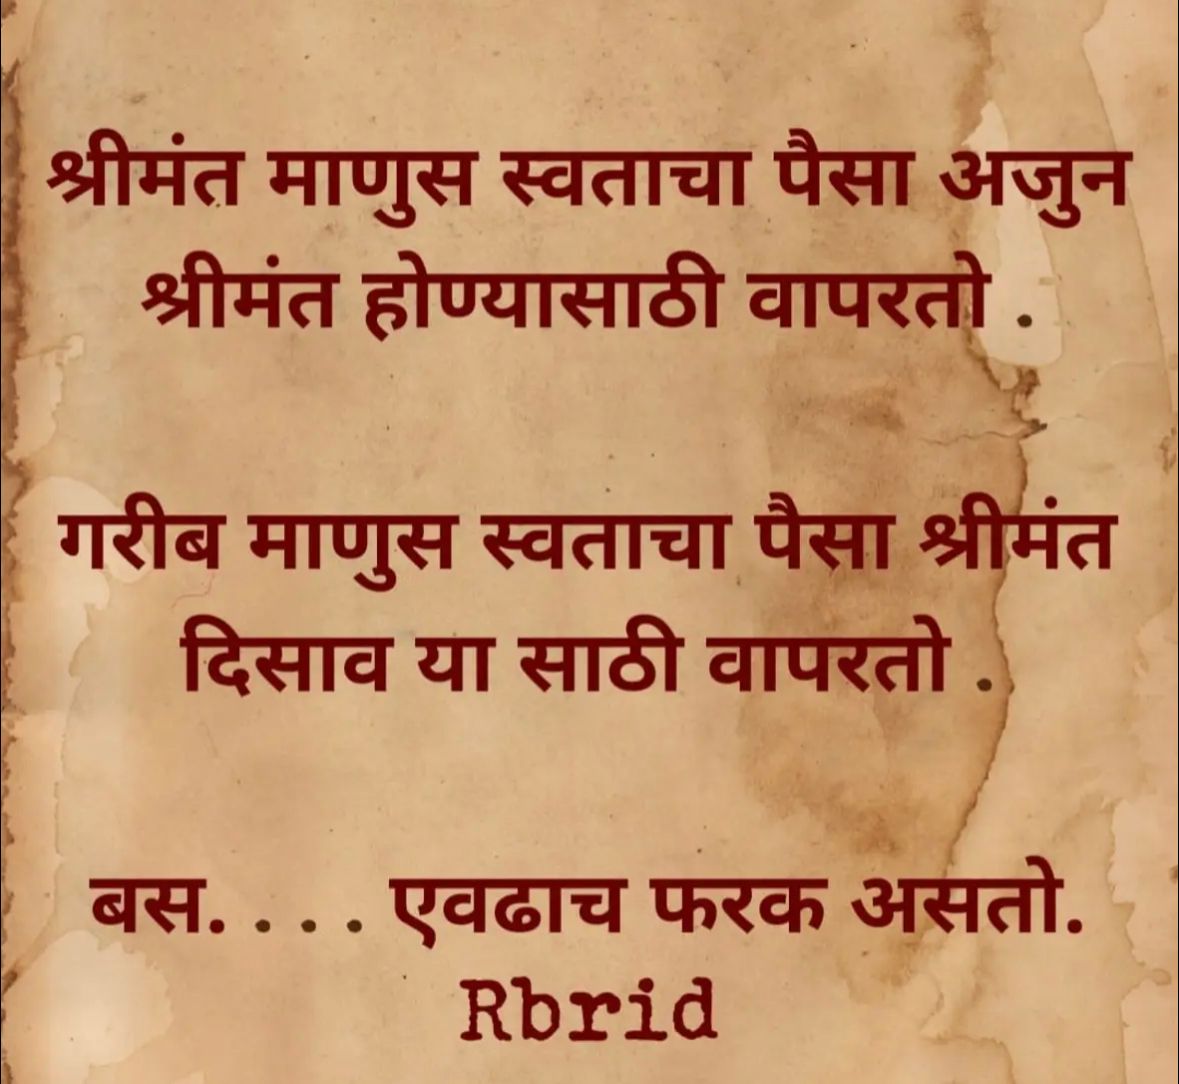 श्रीमंत माणुस स्वताचा पैसा अजुन
श्रीमंत होण्यासाठी वापरतो .
गरीब माणुस स्वताचा पैसा श्रीमंत
दिसाव या साठी वापरतो .
बस. . . . एवढाच फरक असतो.
Rbrid